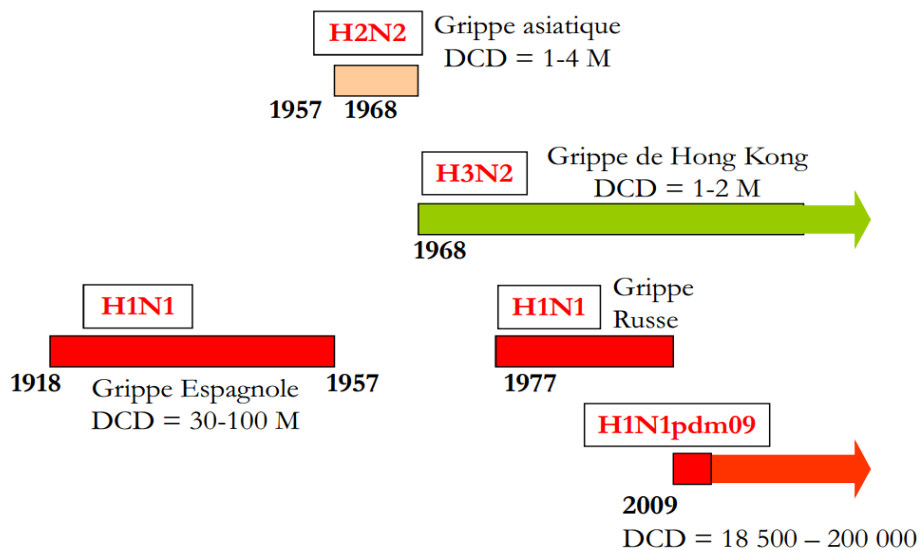 H2N2
Grippe asiatique
DCD = 1-4 M
1957
1968
H3N2
Grippe de Hong Kong
DCD = 1-2 M
1968
H1N1
1918
1957
Grippe Espagnole
DCD = 30-100 M
H1N1
Grippe
Russe
1977
H1N1pdm09
2009
DCD = 18 500 – 200 000